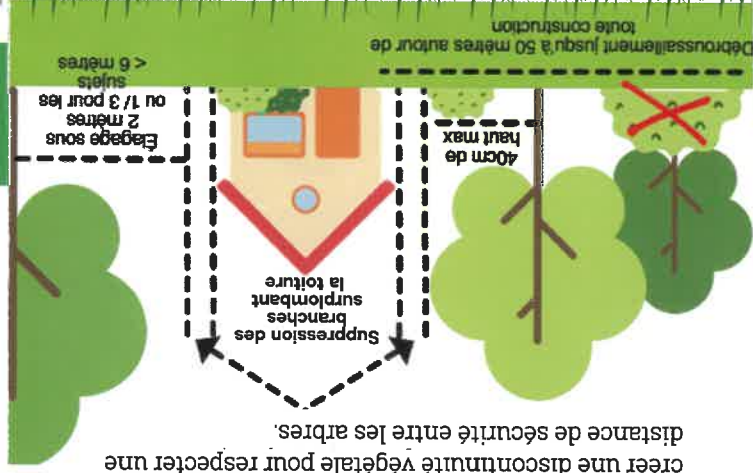 créer une discontinuité végétale pour respecter une
distance de sécurité entre les arbres.
Suppression des
branches
surplombant
la toiture
40cm de
haut max
Élagage sous
2 mètres
ou 1/3 pour les
sujets
< 6 mètres
Débroussaillement jusqu'à 50 mètres autour de
toute construction